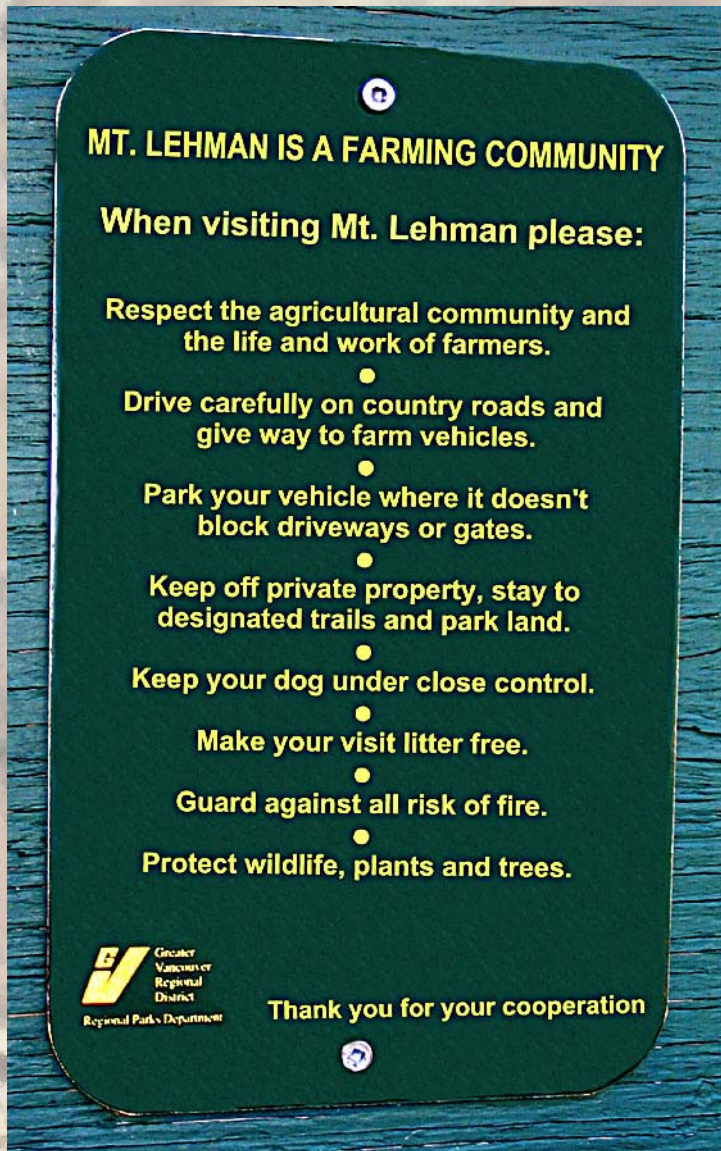 MT. LEHMAN IS A FARMING COMMUNITY
When visiting Mt. Lehman please:
Respect the agricultural community and
the life and work of farmers.
Drive carefully on country roads and
give way to farm vehicles.
Park your vehicle where it doesn't
block driveways or gates.
Keep off private property, stay to
designated trails and park land.
Keep your dog under close control.
Make your visit litter free.
Guard against all risk of fire.
Protect wildlife, plants and trees.
Greater
Vancouver
Regional
District
Regional Parks Department
Thank you for your cooperation